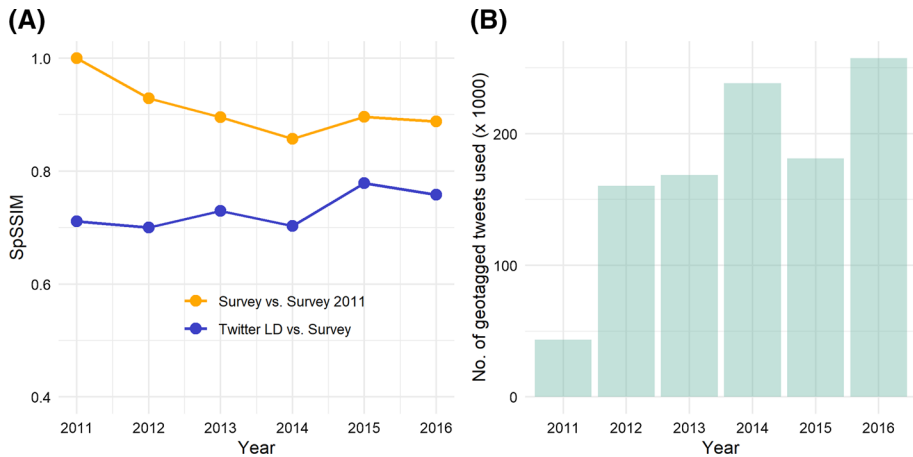 (A)
SpSSIM
1.0
0.8
0.6
0.4
Survey vs. Survey 2011
Twitter LD vs. Survey
2011 2012 2013 2014 2015 2016
Year
(B)
No. of geotagged tweets used (x 1000)
200
100
0
2011 2012 2013 2014 2015 2016
Year